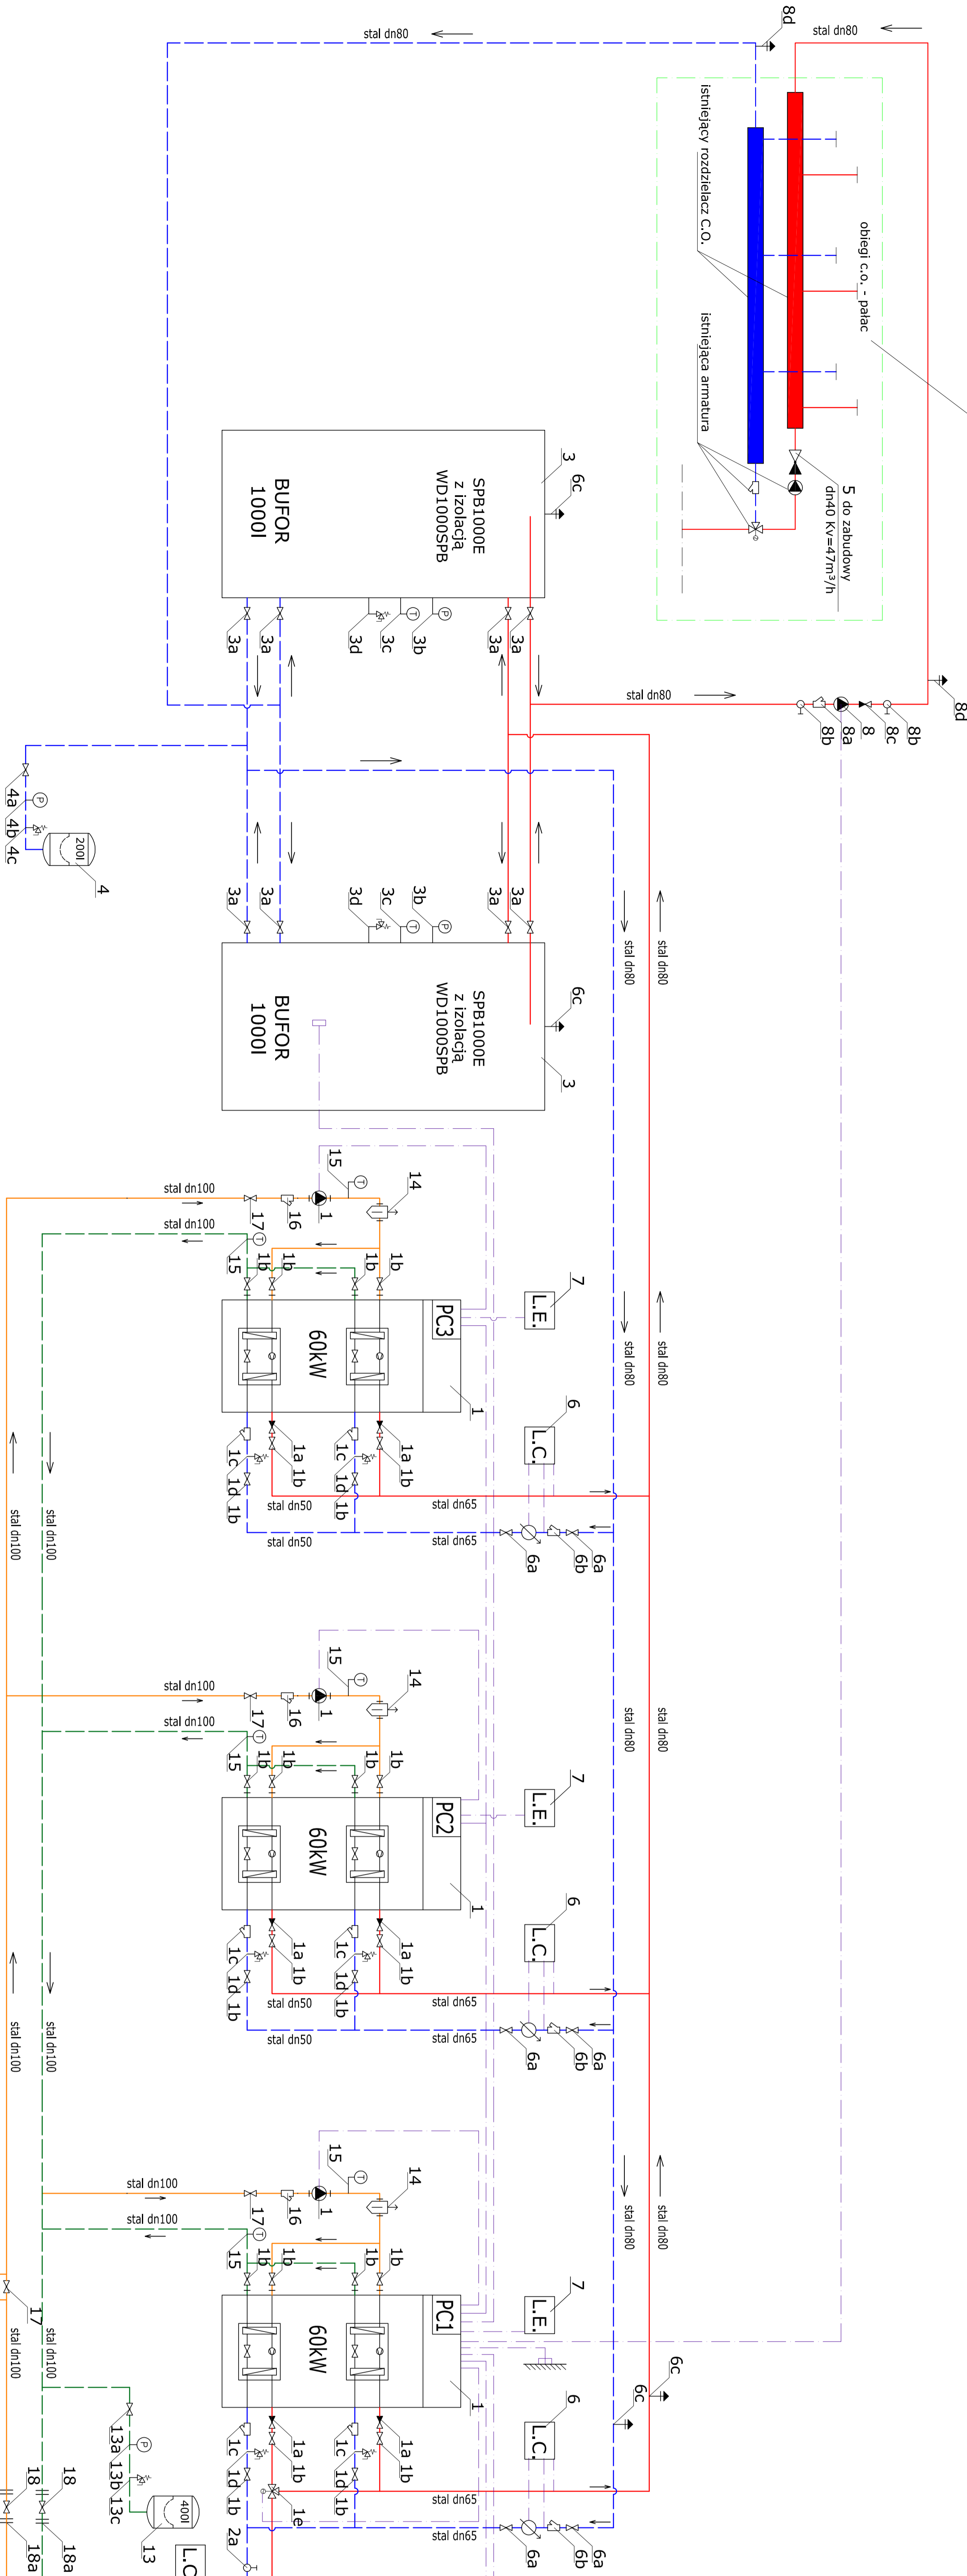 8d
stal dn80
8d
stal dn80
istniejący rozdzielacz C.O.
obiegi c.o. - pałac
istniejąca armatura
5 do zabudowy
dn40 Kv=47m³/h
8d
8b
8c
8
8a
8b
stal dn80
3
6c
SPB1000E
z izolacją
WD1000SPB
BUFOR
1000l
3a
3a
3b
3c
3d
3a
3a
4a
4b
4c
200l
P
4
3a
3a
3b
3c
3d
3a
3a
P
T
P
T
6c
3
SPB1000E
z izolacją
WD1000SPB
BUFOR
1000l
stal dn80
stal dn80
stal dn80
stal dn80
stal dn80
stal dn80
stal dn80
stal dn80
14
15
T
1
16
17
stal dn100
stal dn100
T
15
1b
1b
1b
1b
7
L.E.
PC3
60kW
1
6
L.C.
1a
1b
1c
1d
1b
1a
1b
1c
1d
1b
stal dn50
stal dn65
stal dn50
stal dn65
6a
6b
6a
stal dn100
stal dn100
14
15
T
1
16
17
stal dn100
stal dn100
T
15
1b
1b
1b
1b
7
L.E.
PC2
60kW
1
6
L.C.
1a
1b
1c
1d
1b
1a
1b
1c
1d
1b
stal dn50
stal dn65
stal dn50
stal dn65
6a
6b
6a
stal dn100
stal dn100
14
15
T
1
16
17
stal dn100
stal dn100
T
15
1b
1b
1b
1b
7
L.E.
PC1
60kW
1
6c
6c
6
L.C.
1a
1b
1c
1d
1b
1a
1b
1c
1d
1b
1e
2a
stal dn65
stal dn65
6a
6b
6a
17
stal dn100
stal dn100
13a
13b
13c
P
400l
13
18
18
18a
18a
L.C